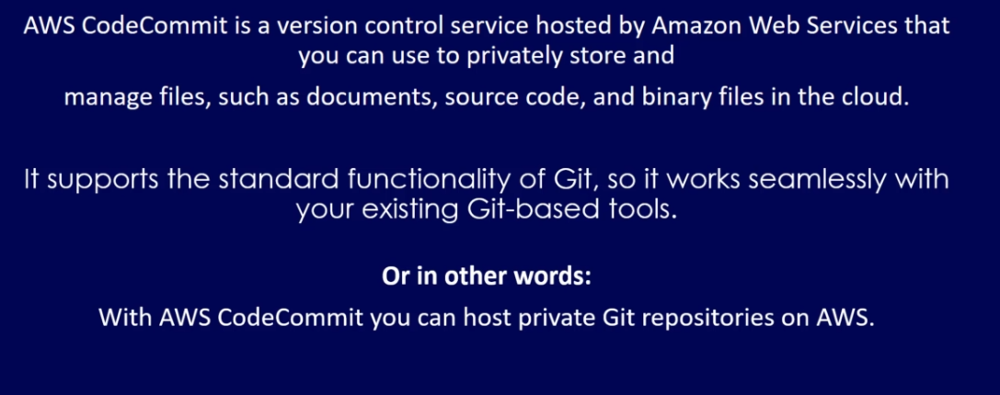 AWS CodeCommit is a version control service hosted by Amazon Web Services that
you can use to privately store and
manage files, such as documents, source code, and binary files in the cloud.
It supports the standard functionality of Git, so it works seamlessly with
your existing Git-based tools.
Or in other words:
With AWS CodeCommit you can host private Git repositories on AWS.